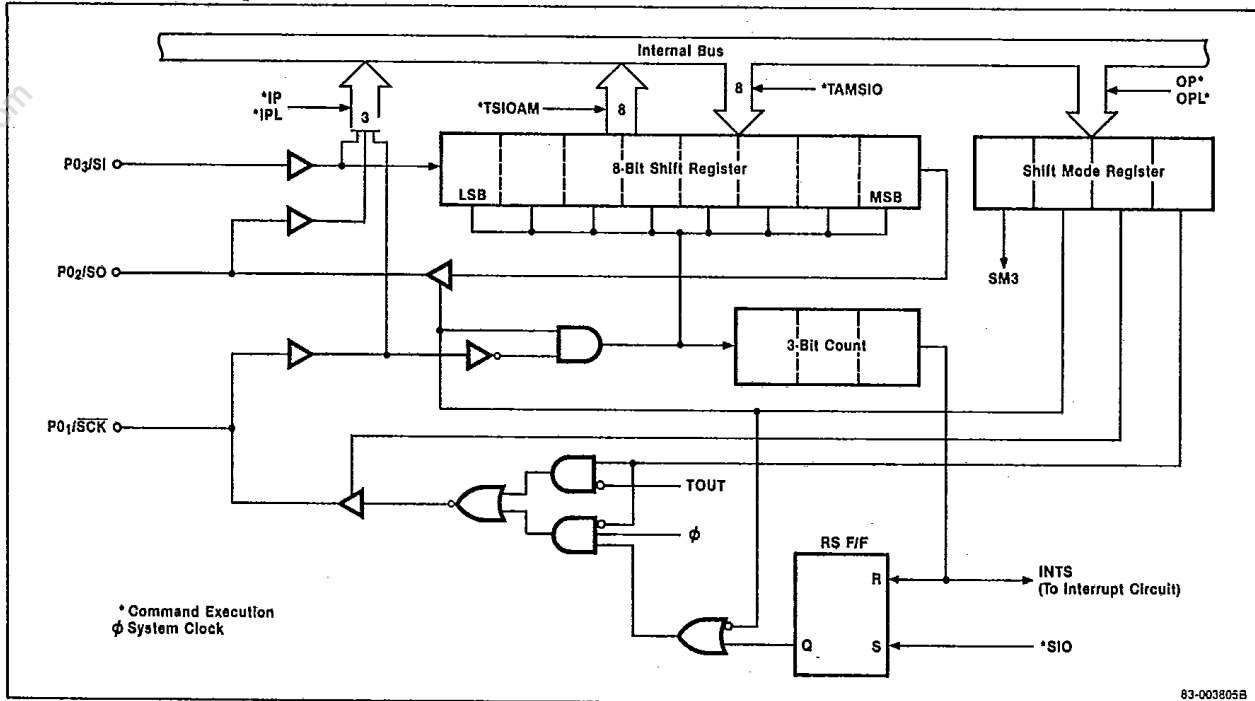 om
Internal Bus
*IP
*IPL
3
*TSIOAM
8
8
*TAMSIO
OP*
OPL*
P0₃/SI
8-Bit Shift Register
LSB
MSB
Shift Mode Register
SM3
P0₂/SO
3-Bit Count
P0₁/S̅C̅K̅
TOUT
ϕ
RS F/F
R
INTS
(To Interrupt Circuit)
Q
S
*SIO
* Command Execution
ϕ System Clock
83-003805B